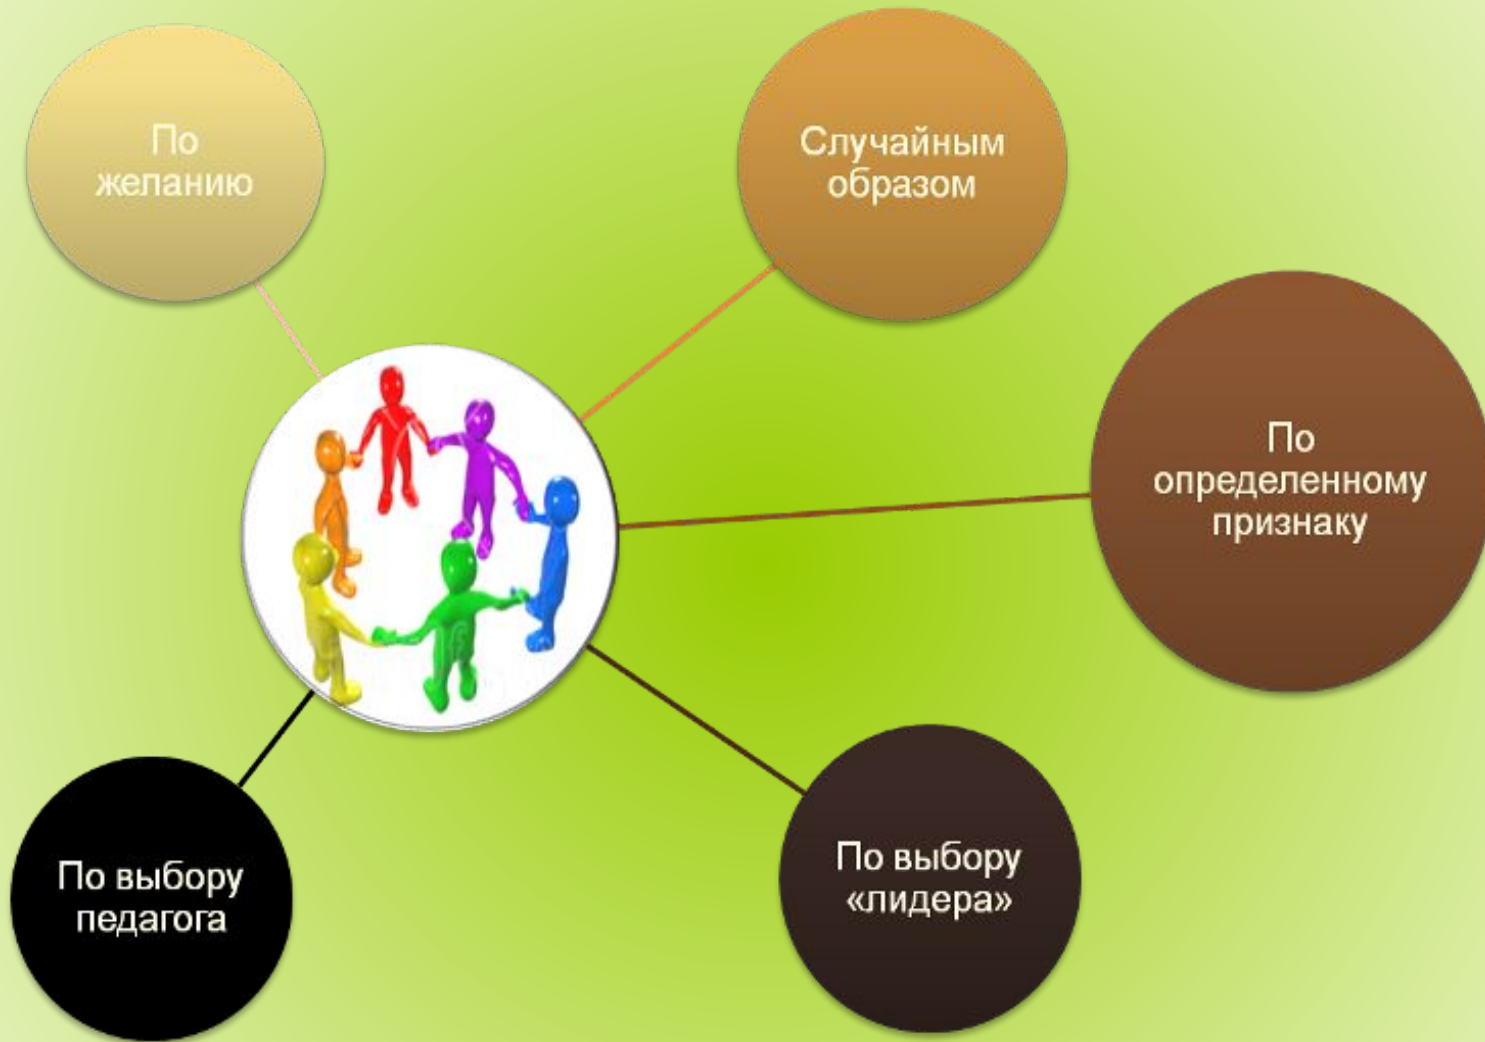 По
желанию
Случайным
образом
По
определенному
признаку
По выбору
«лидера»
По выбору
педагога